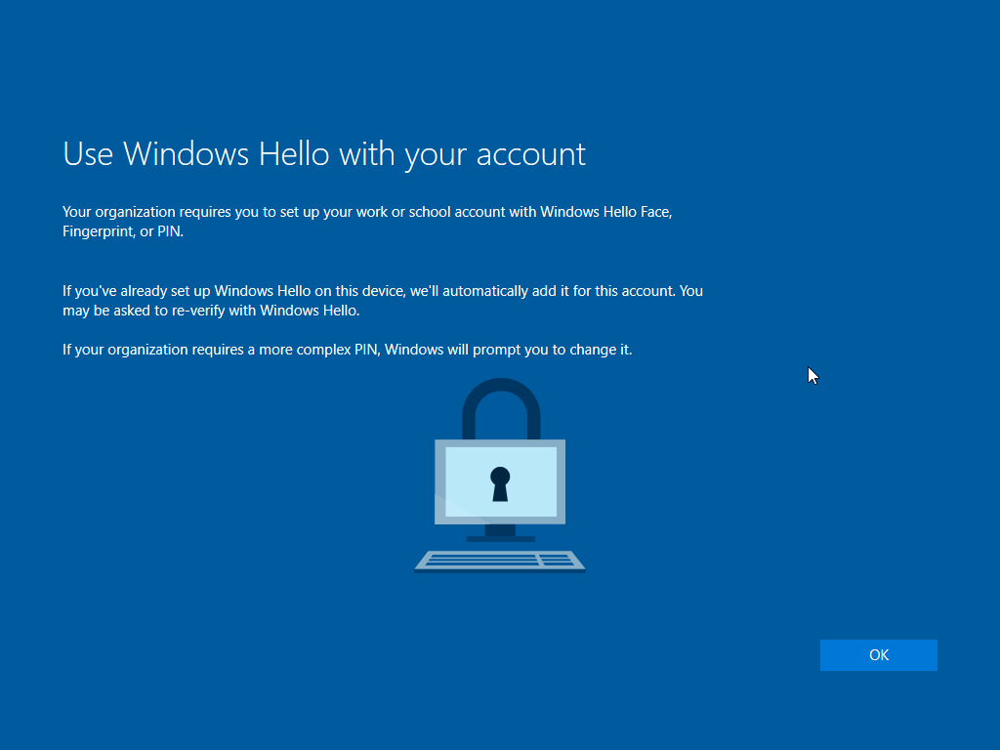 Use Windows Hello with your account
Your organization requires you to set up your work or school account with Windows Hello Face,
Fingerprint, or PIN.
If you've already set up Windows Hello on this device, we'll automatically add it for this account. You
may be asked to re-verify with Windows Hello.
If your organization requires a more complex PIN, Windows will prompt you to change it.
OK